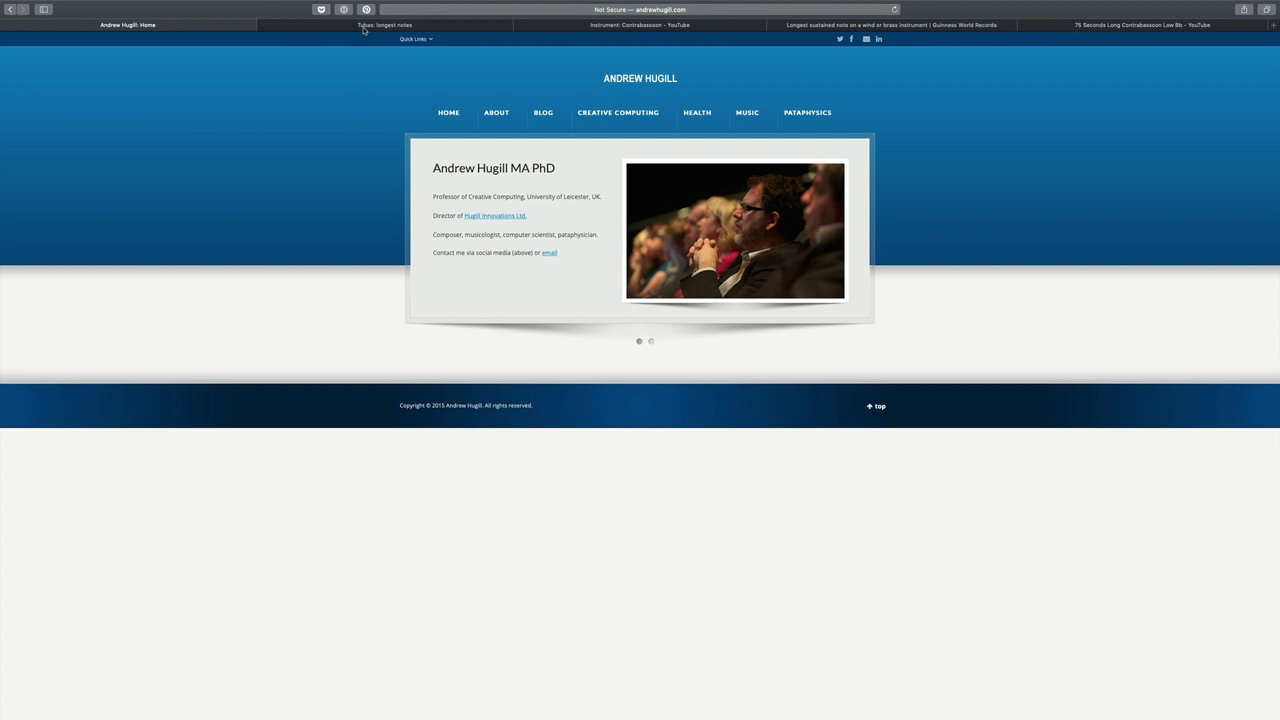 Not Secure — andrewhugill.com
Andrew Hugill: Home
Tubas: longest notes
Instrument: Contrabassoon - YouTube
Longest sustained note on a wind or brass instrument | Guinness World Records
75 Seconds Long Contrabassoon Low Bb - YouTube
Quick Links
ANDREW HUGILL
HOME ABOUT BLOG CREATIVE COMPUTING HEALTH MUSIC PATAPHYSICS
Andrew Hugill MA PhD
Professor of Creative Computing, University of Leicester, UK.
Director of Hugill Innovations Ltd.
Composer, musicologist, computer scientist, pataphysician.
Contact me via social media (above) or email
Copyright © 2015 Andrew Hugill. All rights reserved.
top